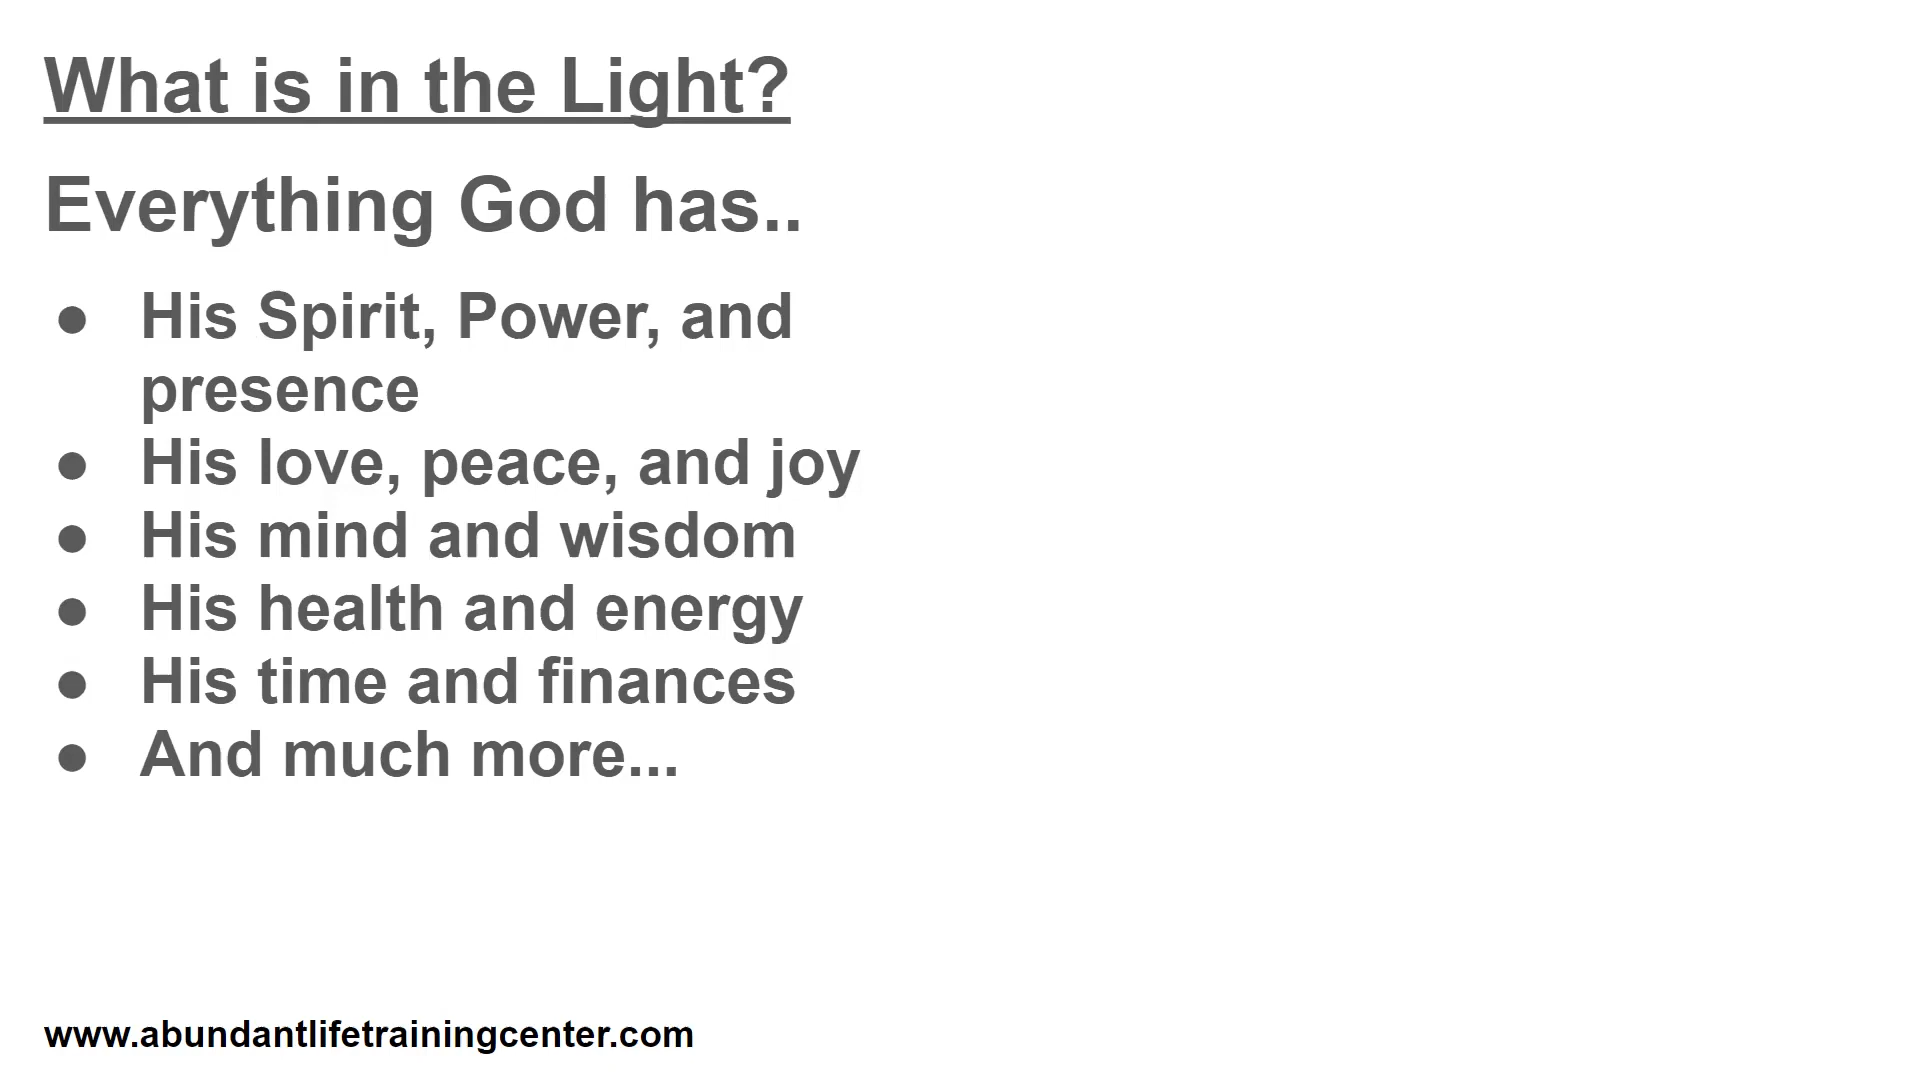 What is in the Light?
Everything God has..
● His Spirit, Power, and
presence
● His love, peace, and joy
● His mind and wisdom
● His health and energy
● His time and finances
● And much more...
www.abundantlifetrainingcenter.com